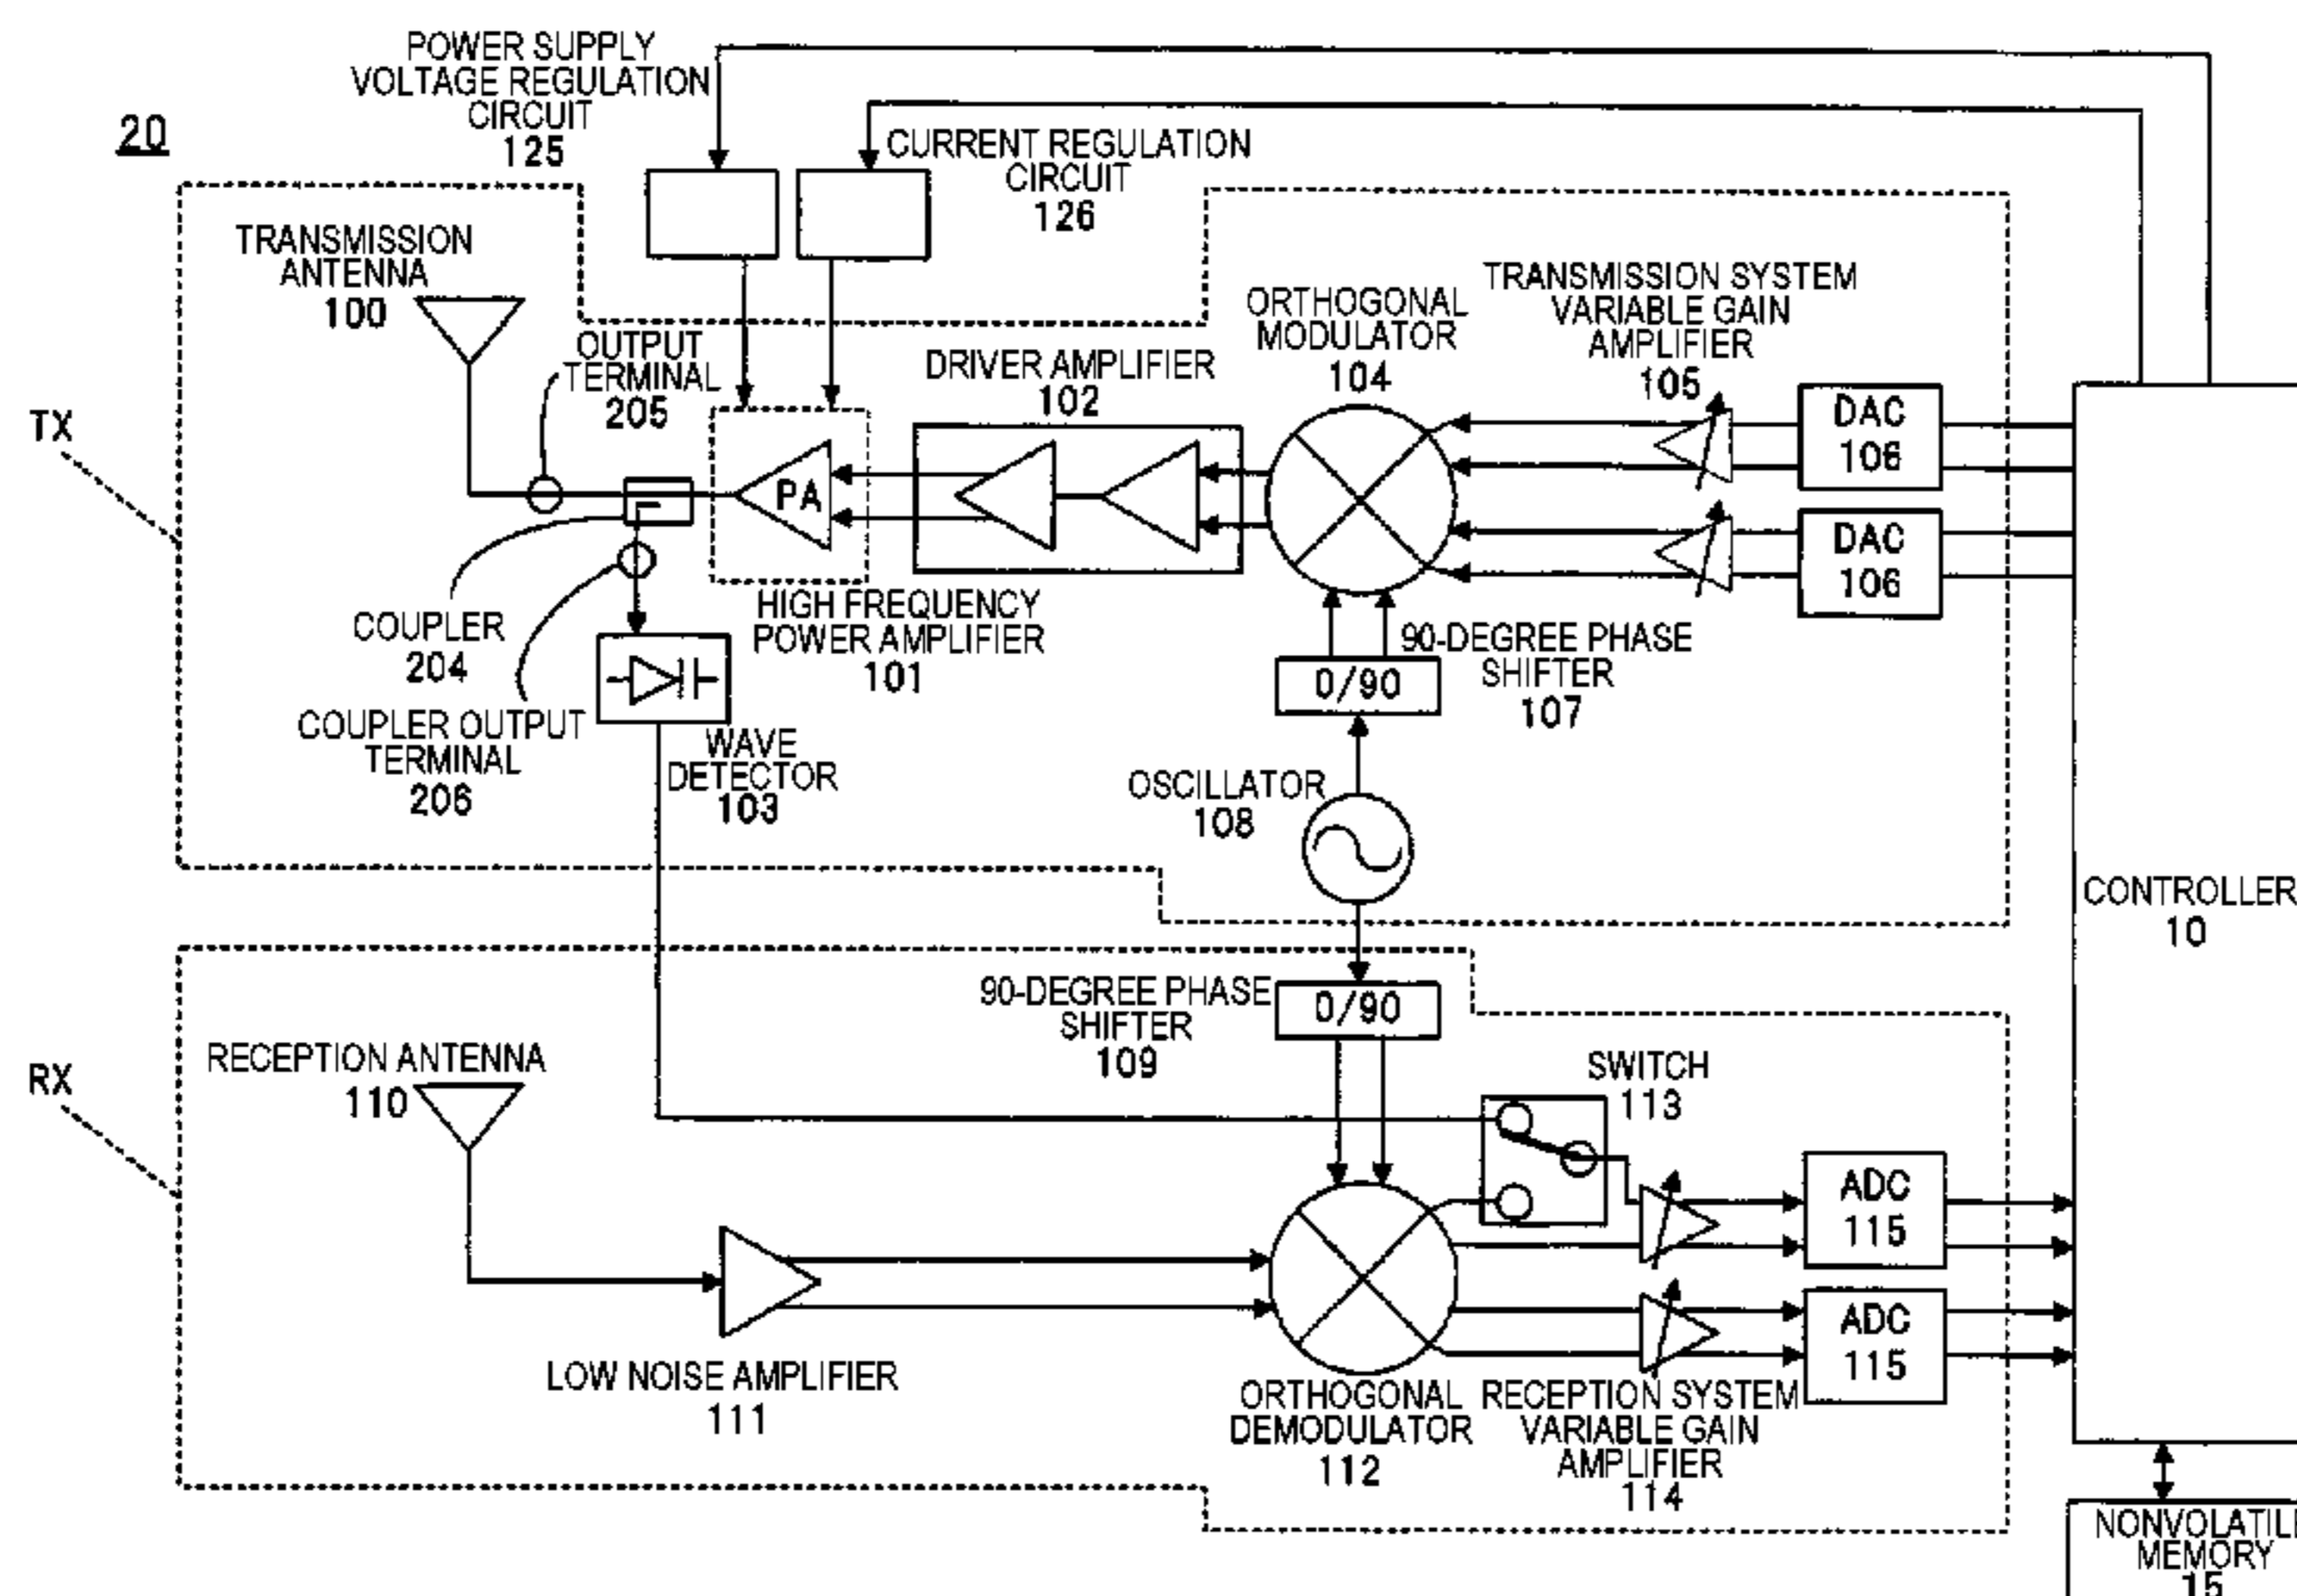 POWER SUPPLY
VOLTAGE REGULATION
CIRCUIT
125
20
CURRENT REGULATION
CIRCUIT
126
TRANSMISSION
ANTENNA
100
OUTPUT
TERMINAL
205
DRIVER AMPLIFIER
102
ORTHOGONAL
MODULATOR
104
TRANSMISSION SYSTEM
VARIABLE GAIN
AMPLIFIER
105
DAC
106
DAC
106
TX
PA
HIGH FREQUENCY
POWER AMPLIFIER
101
COUPLER
204
COUPLER OUTPUT
TERMINAL
206
WAVE
DETECTOR
103
90-DEGREE PHASE
SHIFTER
107
0/90
OSCILLATOR
108
CONTROLLER
10
90-DEGREE PHASE
SHIFTER
109
0/90
RX
RECEPTION ANTENNA
110
SWITCH
113
ADC
115
ADC
115
LOW NOISE AMPLIFIER
111
ORTHOGONAL
DEMODULATOR
112
RECEPTION SYSTEM
VARIABLE GAIN
AMPLIFIER
114
NONVOLATILE
MEMORY
15